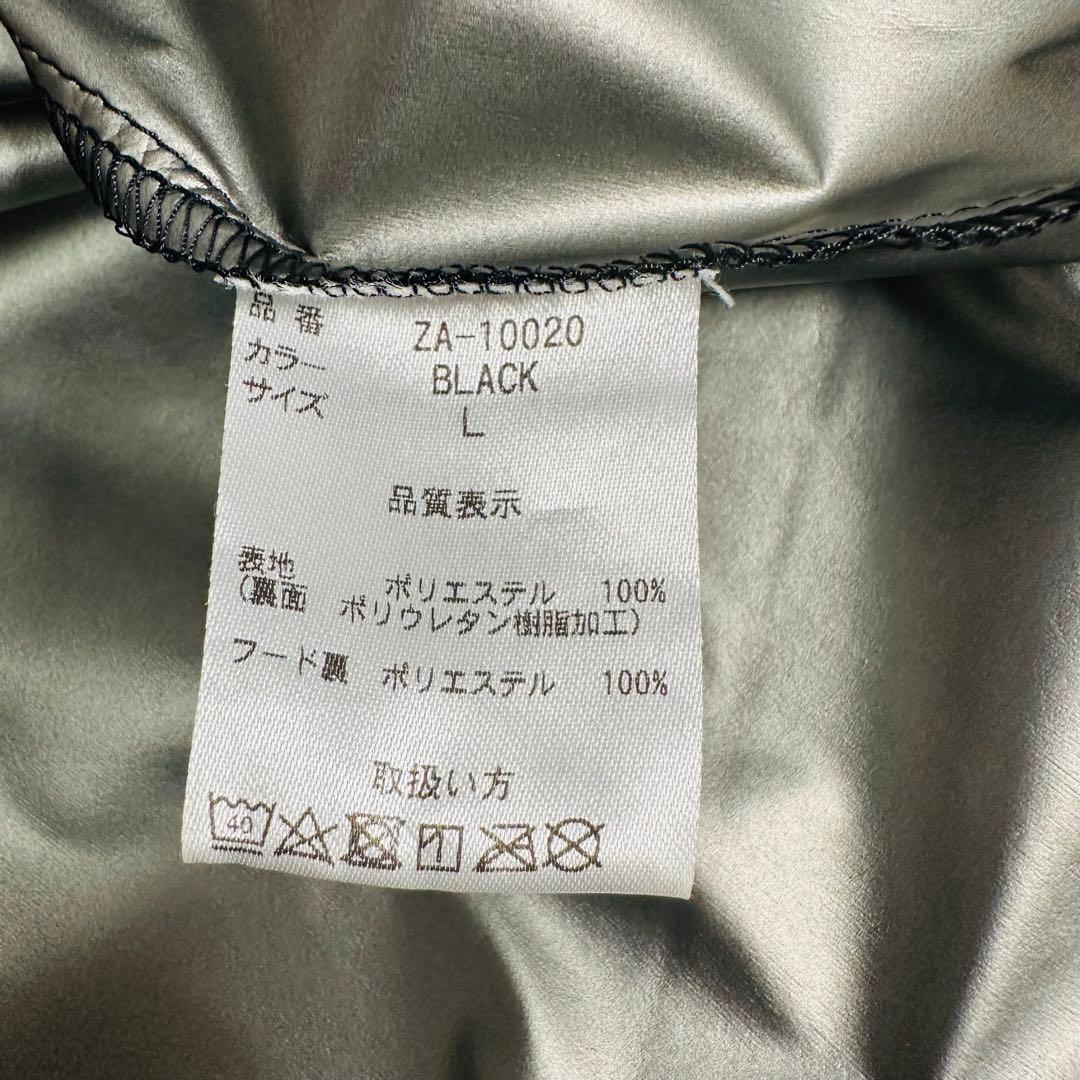 品番 ZA-10020
カラー BLACK
サイズ L
品質表示
表地 ポリエステル 100%
(裏面 ポリウレタン樹脂加工)
フード裏 ポリエステル 100%
取扱い方
40